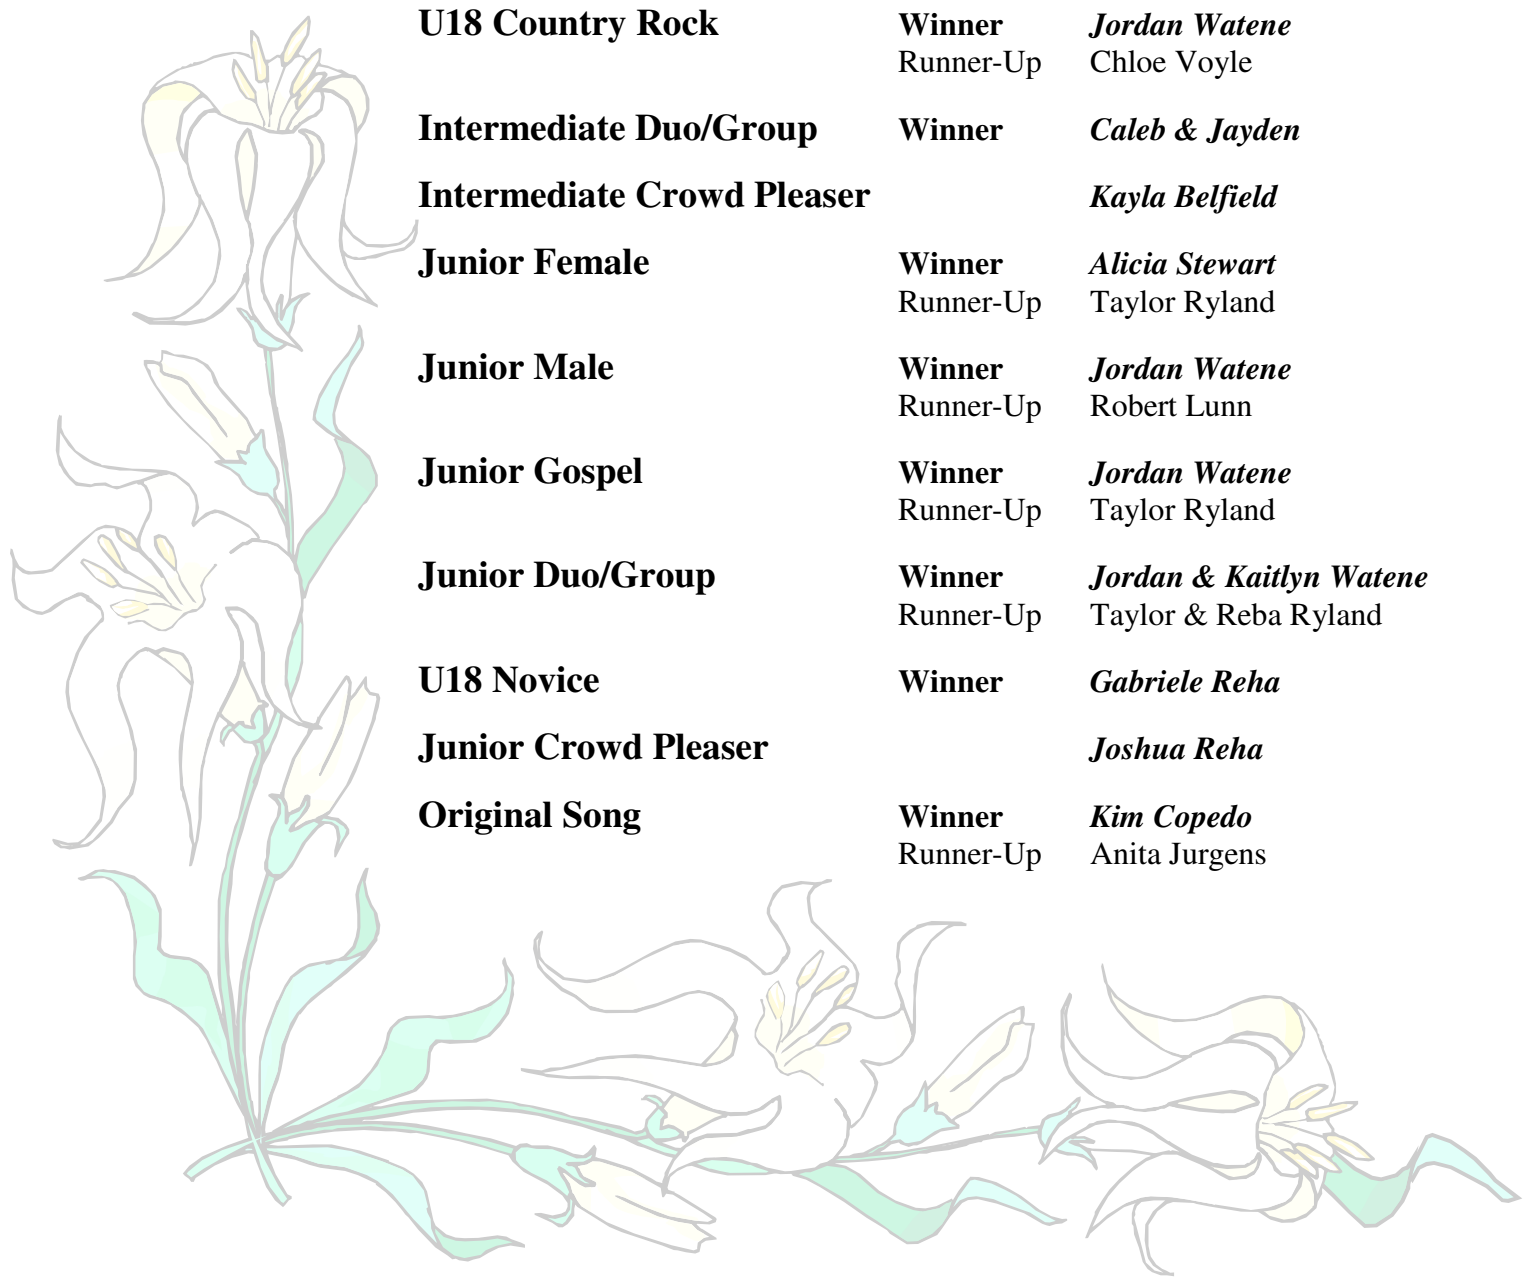 U18 Country Rock Winner Jordan Watene
Runner-Up Chloe Voyle
Intermediate Duo/Group Winner Caleb & Jayden
Intermediate Crowd Pleaser Kayla Belfield
Junior Female Winner Alicia Stewart
Runner-Up Taylor Ryland
Junior Male Winner Jordan Watene
Runner-Up Robert Lunn
Junior Gospel Winner Jordan Watene
Runner-Up Taylor Ryland
Junior Duo/Group Winner Jordan & Kaitlyn Watene
Runner-Up Taylor & Reba Ryland
U18 Novice Winner Gabriele Reha
Junior Crowd Pleaser Joshua Reha
Original Song Winner Kim Copedo
Runner-Up Anita Jurgens